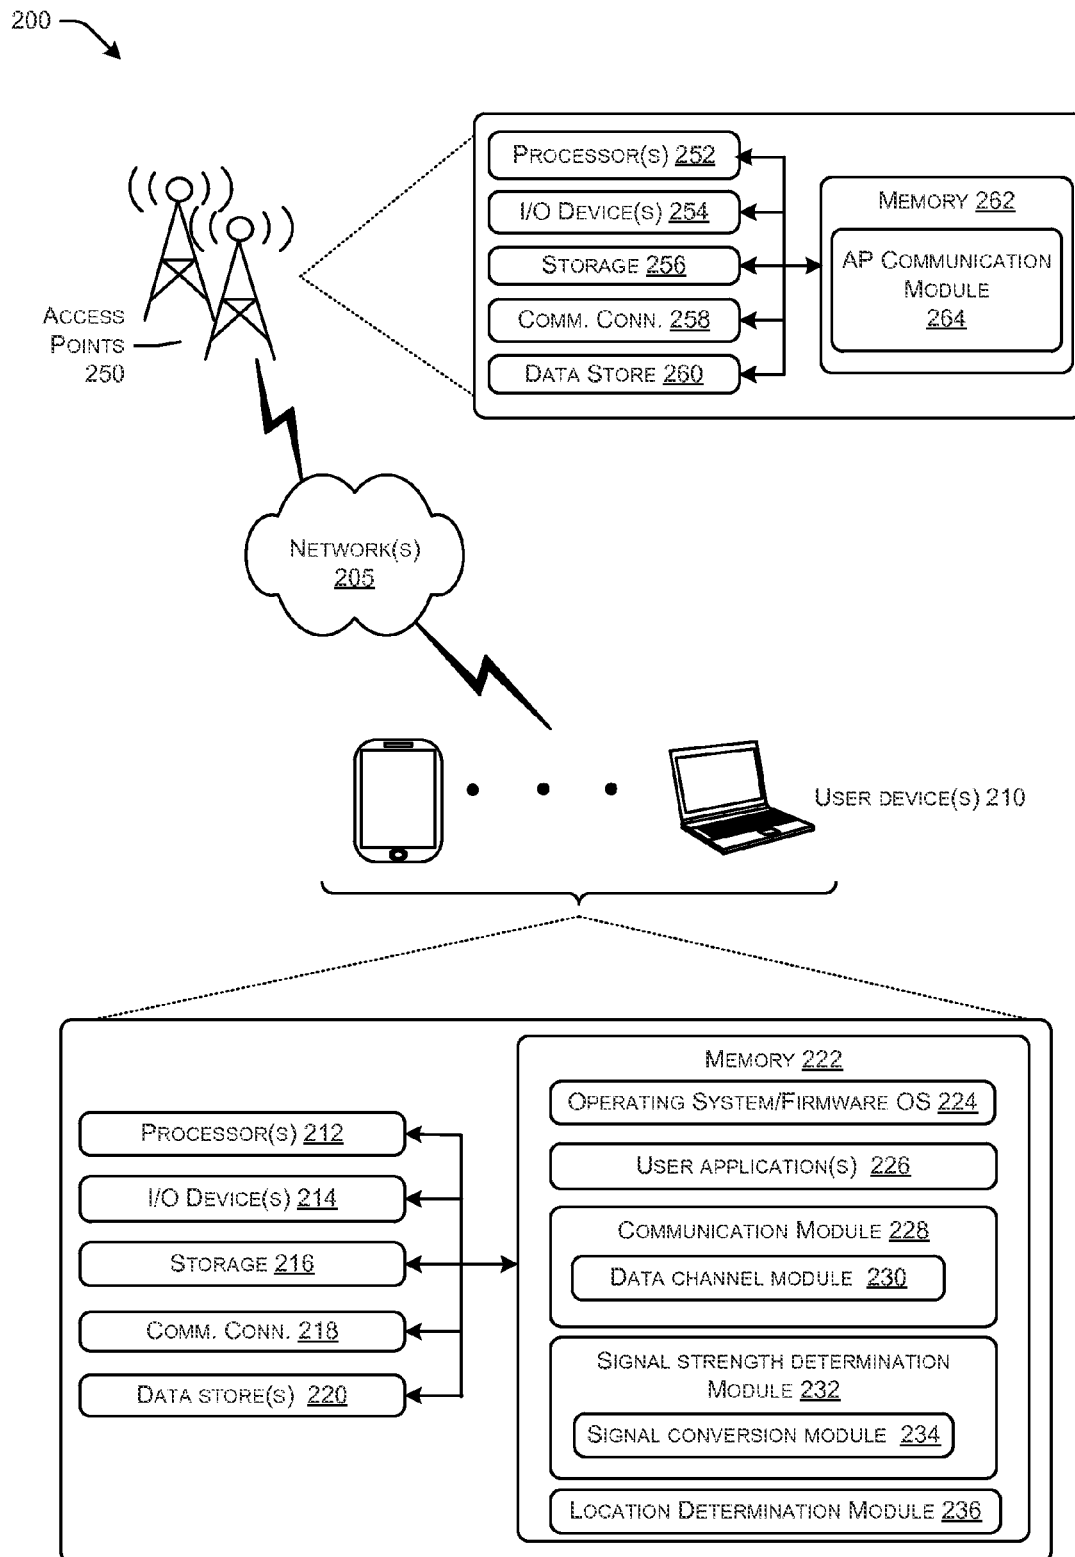 200
PROCESSOR(S) 252
I/O DEVICE(S) 254
STORAGE 256
COMM. CONN. 258
DATA STORE 260
MEMORY 262
AP COMMUNICATION
MODULE
264
ACCESS
POINTS
250
NETWORK(S)
205
USER DEVICE(S) 210
PROCESSOR(S) 212
I/O DEVICE(S) 214
STORAGE 216
COMM. CONN. 218
DATA STORE(S) 220
MEMORY 222
OPERATING SYSTEM/FIRMWARE OS 224
USER APPLICATION(S) 226
COMMUNICATION MODULE 228
DATA CHANNEL MODULE 230
SIGNAL STRENGTH DETERMINATION
MODULE 232
SIGNAL CONVERSION MODULE 234
LOCATION DETERMINATION MODULE 236